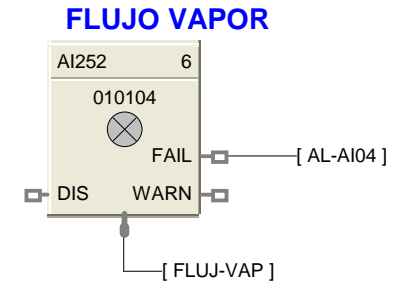 FLUJO VAPOR
AI252 6
010104
FAIL [ AL-AI04 ]
DIS WARN
[ FLUJ-VAP ]